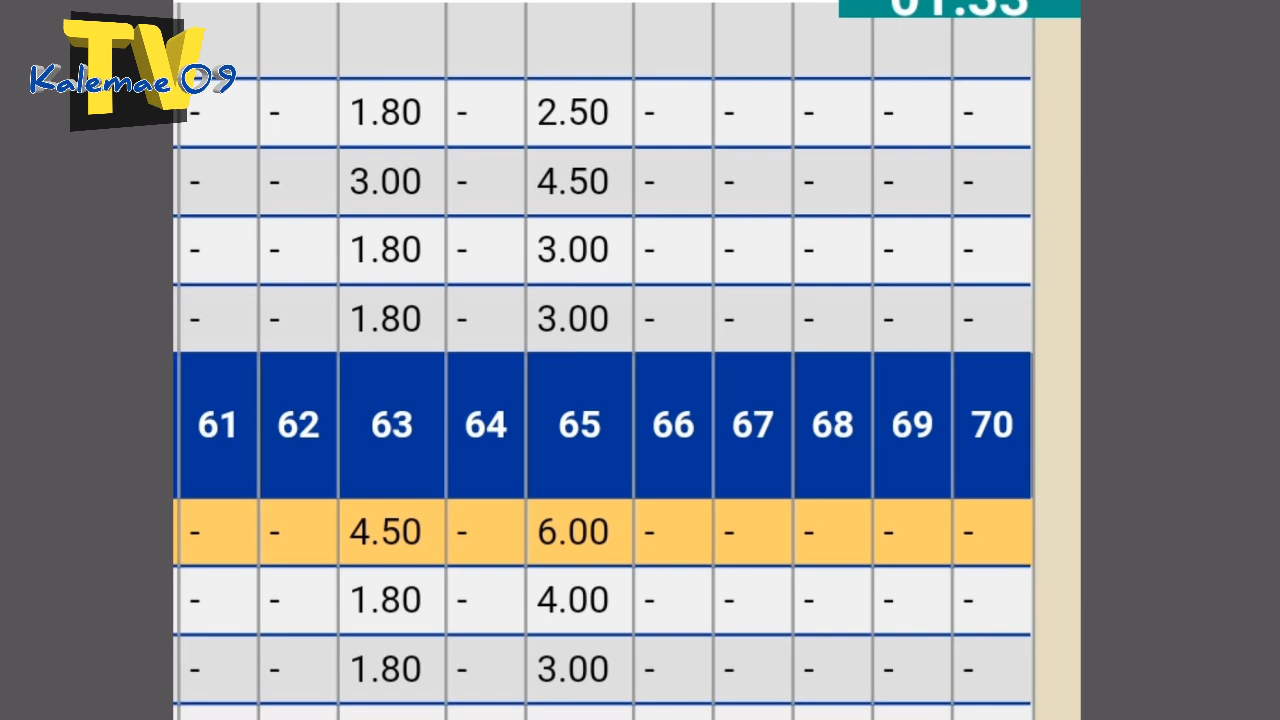 01:33
TV
Kalemae 09
- - 1.80 - 2.50 - - - - -
- - 3.00 - 4.50 - - - - -
- - 1.80 - 3.00 - - - - -
- - 1.80 - 3.00 - - - - -
61 62 63 64 65 66 67 68 69 70
- - 4.50 - 6.00 - - - - -
- - 1.80 - 4.00 - - - - -
- - 1.80 - 3.00 - - - - -